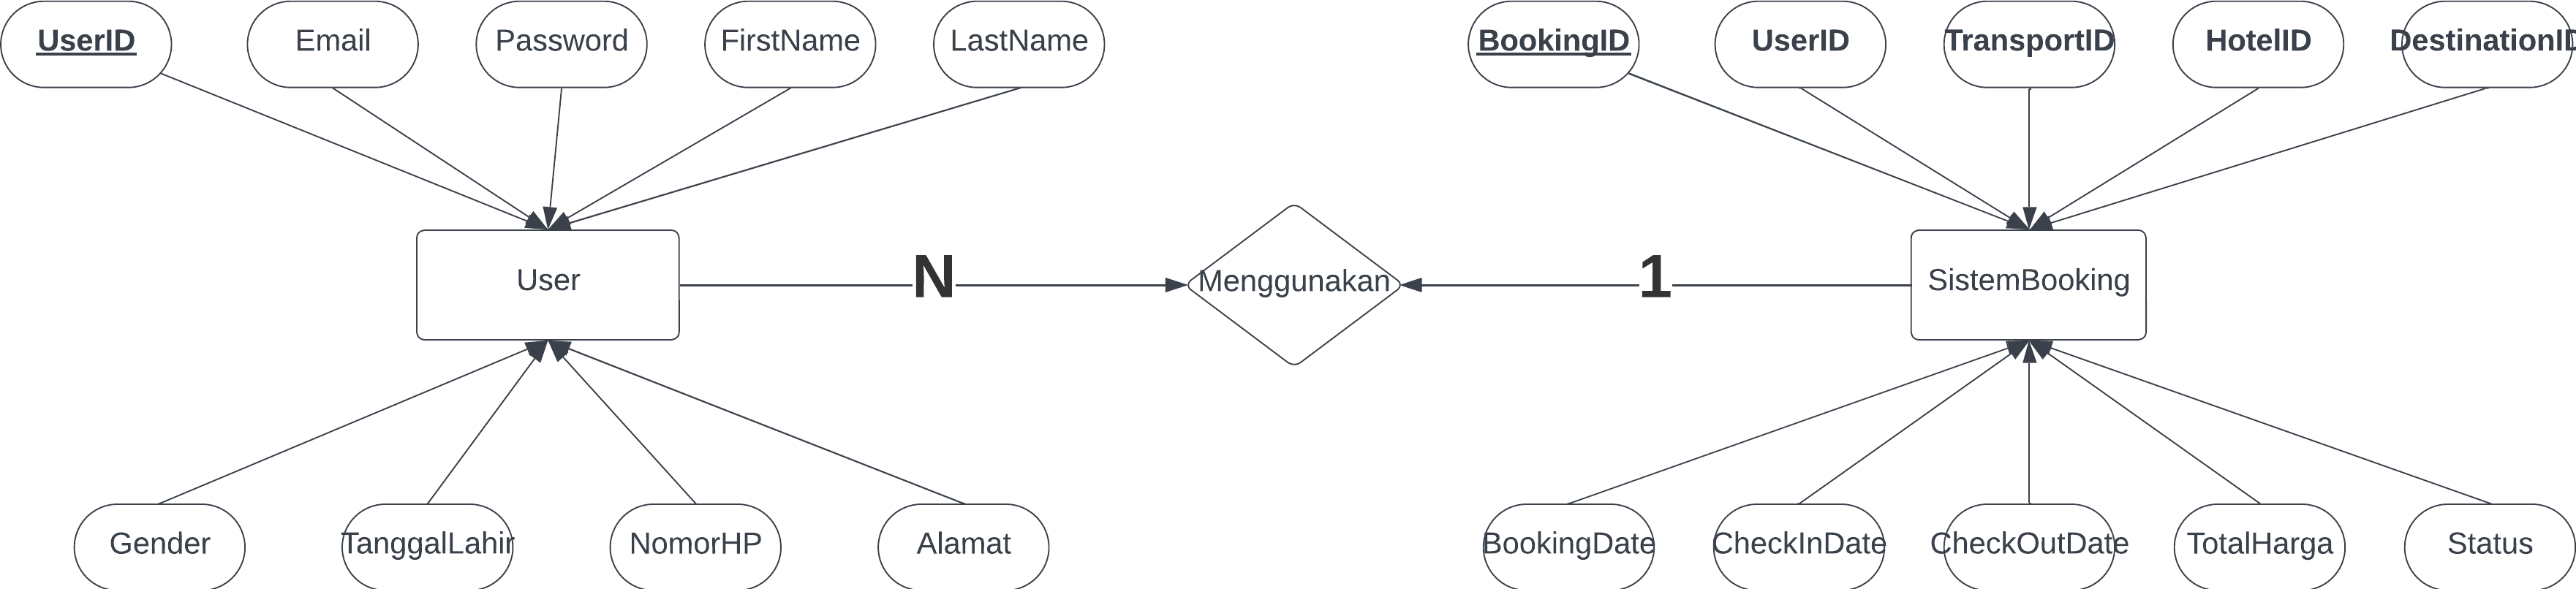 UserID
Email
Password
FirstName
LastName
BookingID
UserID
TransportID
HotelID
DestinationID
User
N
Menggunakan
1
SistemBooking
Gender
TanggalLahir
NomorHP
Alamat
BookingDate
CheckInDate
CheckOutDate
TotalHarga
Status